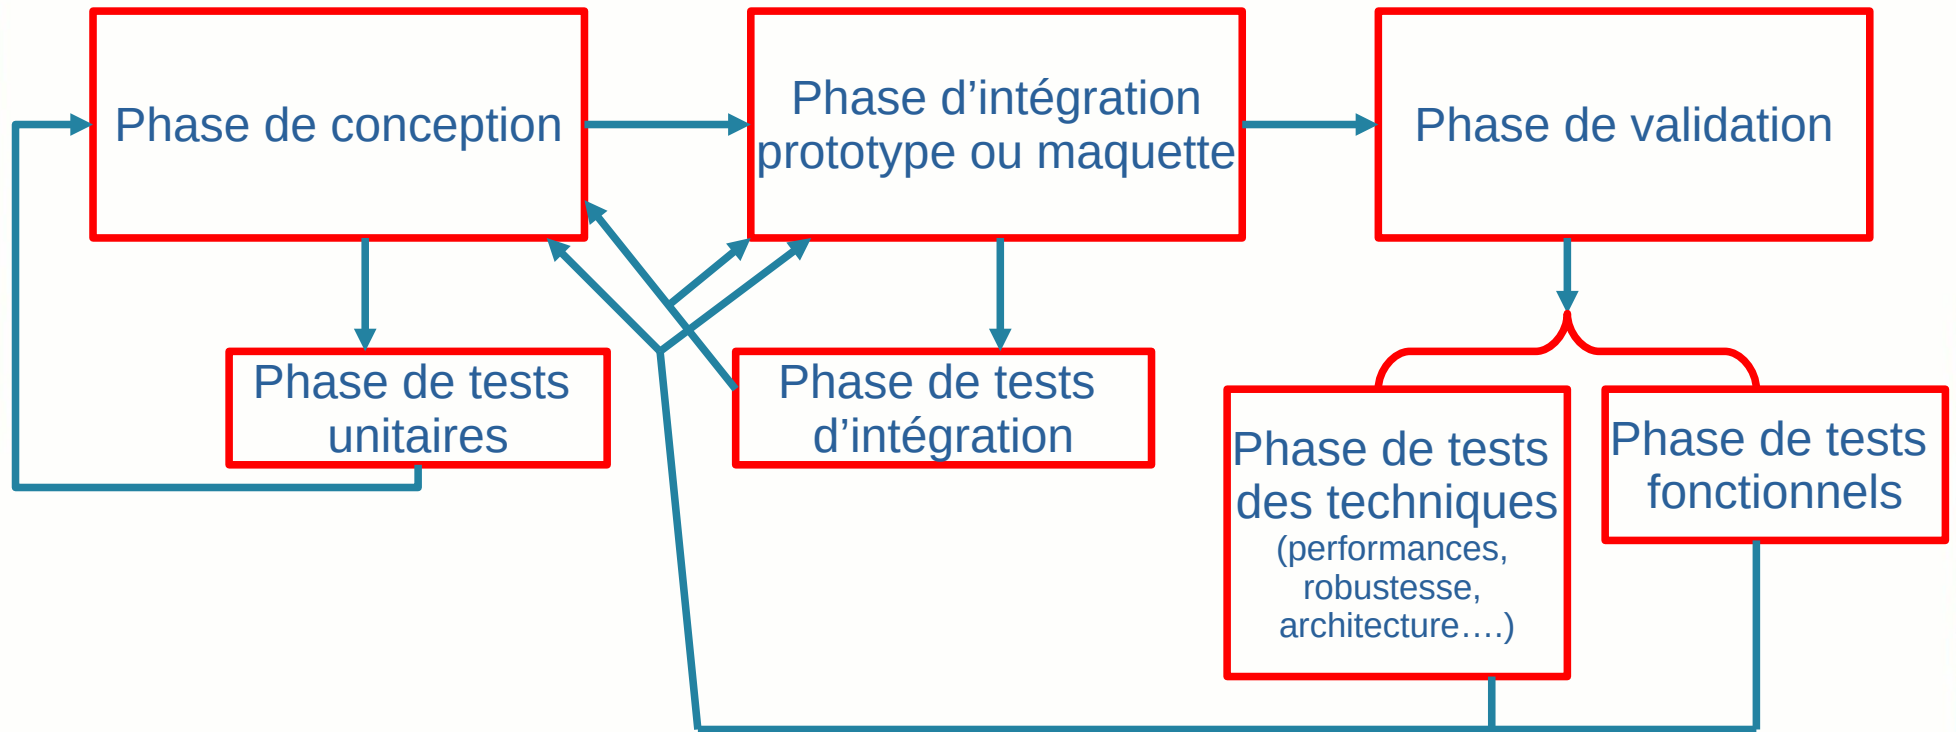 Phase de conception
Phase d’intégration
prototype ou maquette
Phase de validation
Phase de tests
unitaires
Phase de tests
d’intégration
Phase de tests
des techniques
(performances,
robustesse,
architecture….)
Phase de tests
fonctionnels